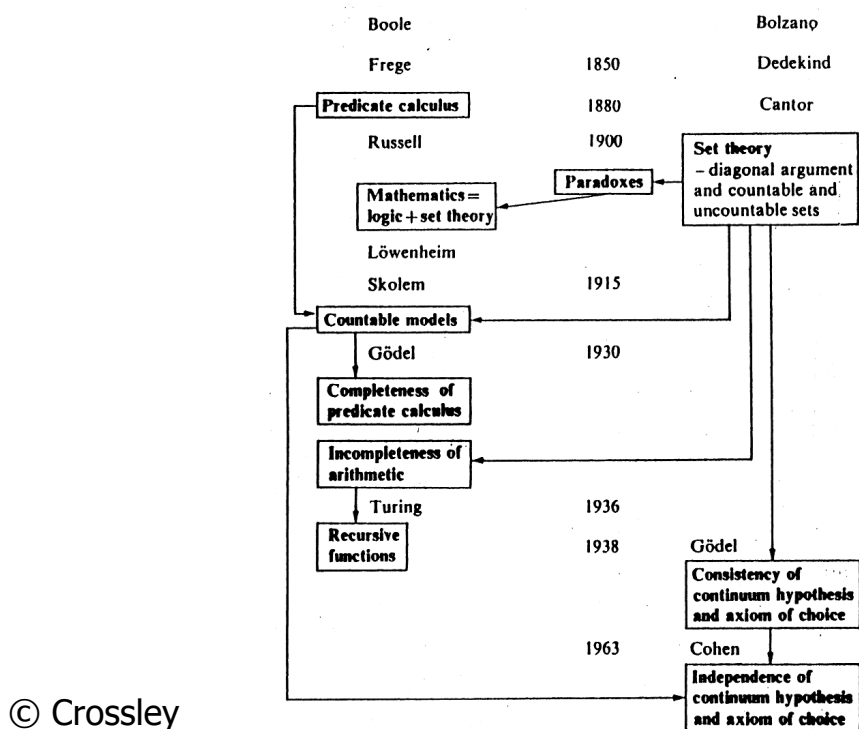 Boole Bolzano
Frege 1850 Dedekind
Predicate calculus 1880 Cantor
Russell 1900
Set theory
– diagonal argument
and countable and
uncountable sets
Paradoxes
Mathematics =
logic + set theory
Löwenheim
Skolem 1915
Countable models
Gödel 1930
Completeness of
predicate calculus
Incompleteness of
arithmetic
Turing 1936
Recursive
functions
1938 Gödel
Consistency of
continuum hypothesis
and axiom of choice
1963 Cohen
Independence of
continuum hypothesis
and axiom of choice
© Crossley